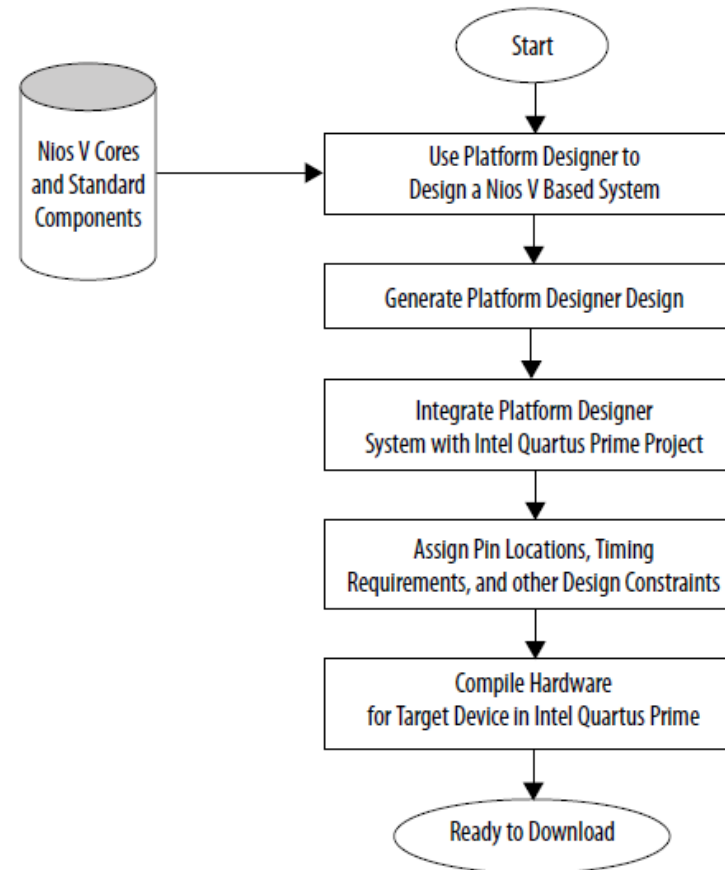 Start
Nios V Cores
and Standard
Components
Use Platform Designer to
Design a Nios V Based System
Generate Platform Designer Design
Integrate Platform Designer
System with Intel Quartus Prime Project
Assign Pin Locations, Timing
Requirements, and other Design Constraints
Compile Hardware
for Target Device in Intel Quartus Prime
Ready to Download